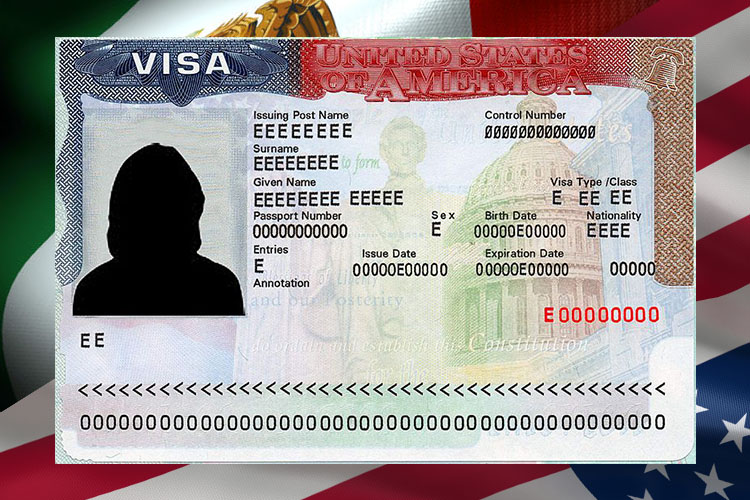 VISA
UNITED STATES
OF AMERICA
Issuing Post Name
EEEEEEEE
Control Number
0000000000000
Surname
EEEEEEEE
to form
Given Name
EEEEEEEE EEEEE
Visa Type /Class
E EE EE
Passport Number
00000000000
Sex
E
Birth Date
00000E00000
Nationality
EEEE
Entries
E
Issue Date
00000E00000
Expiration Date
00000E00000
00000
Annotation
and our Posterity
E00000000
EE
do ordain and establish this Constitution
<<<<<<<<<<<<<<<<<<<<<<<<<<<<<<<<<<<<<<<<<<<<
00000000000000000000000000000000000000000000